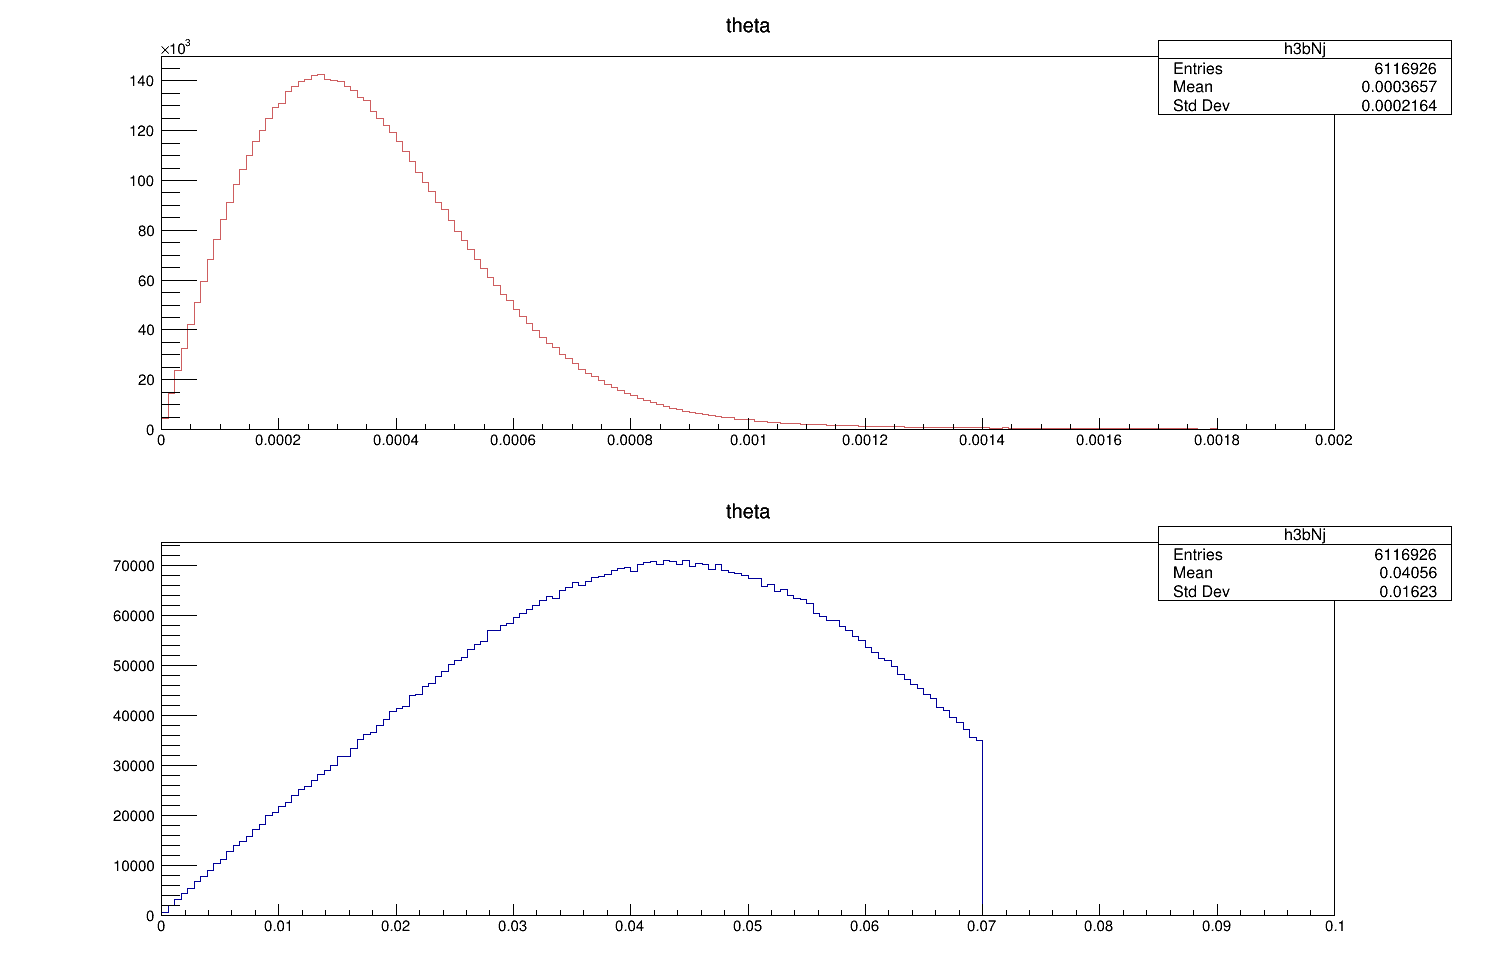 theta
×10³
h3bNj
Entries 6116926
Mean 0.0003657
Std Dev 0.0002164
140
120
100
80
60
40
20
0
0 0.0002 0.0004 0.0006 0.0008 0.001 0.0012 0.0014 0.0016 0.0018 0.002
theta
h3bNj
Entries 6116926
Mean 0.04056
Std Dev 0.01623
70000
60000
50000
40000
30000
20000
10000
0
0 0.01 0.02 0.03 0.04 0.05 0.06 0.07 0.08 0.09 0.1